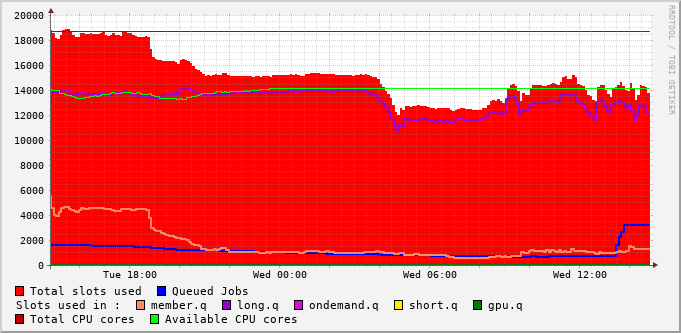 20000
18000
16000
14000
12000
10000
8000
6000
4000
2000
0
Tue 18:00 Wed 00:00 Wed 06:00 Wed 12:00
Total slots used Queued Jobs
Slots used in : member.q long.q ondemand.q short.q gpu.q
Total CPU cores Available CPU cores
RRDTOOL / TOBI OETIKER